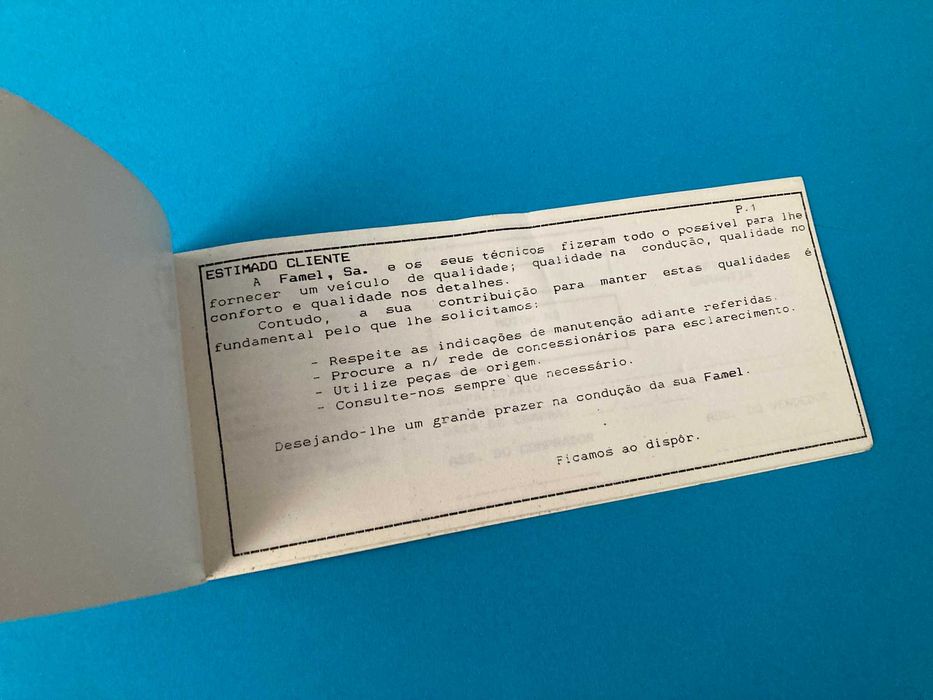 P.1
ESTIMADO CLIENTE
A Famel, Sa. e os seus técnicos fizeram todo o possível para lhe
fornecer um veículo de qualidade; qualidade na condução, qualidade no
conforto e qualidade nos detalhes.
Contudo, a sua contribuição para manter estas qualidades é
fundamental pelo que lhe solicitamos:
- Respeite as indicações de manutenção adiante referidas.
- Procure a n/ rede de concessionários para esclarecimento.
- Utilize peças de origem.
- Consulte-nos sempre que necessário.
Desejando-lhe um grande prazer na condução da sua Famel.
Ficamos ao dispôr.
ASS. DO COMPRADOR